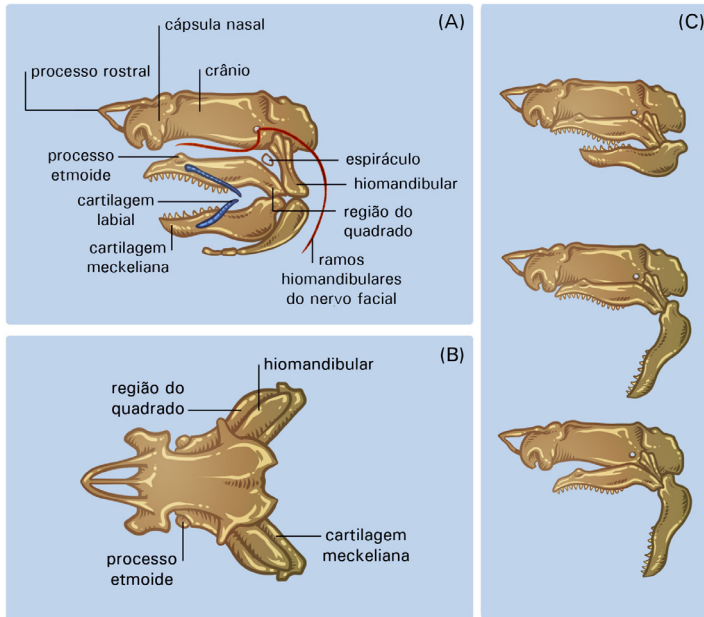 (A)
cápsula nasal
processo rostral
crânio
processo
etmoide
espiráculo
hiomandibular
cartilagem
labial
região do
quadrado
cartilagem
meckeliana
ramos
hiomandibulares
do nervo facial
(B)
hiomandibular
região do
quadrado
cartilagem
meckeliana
processo
etmoide
(C)